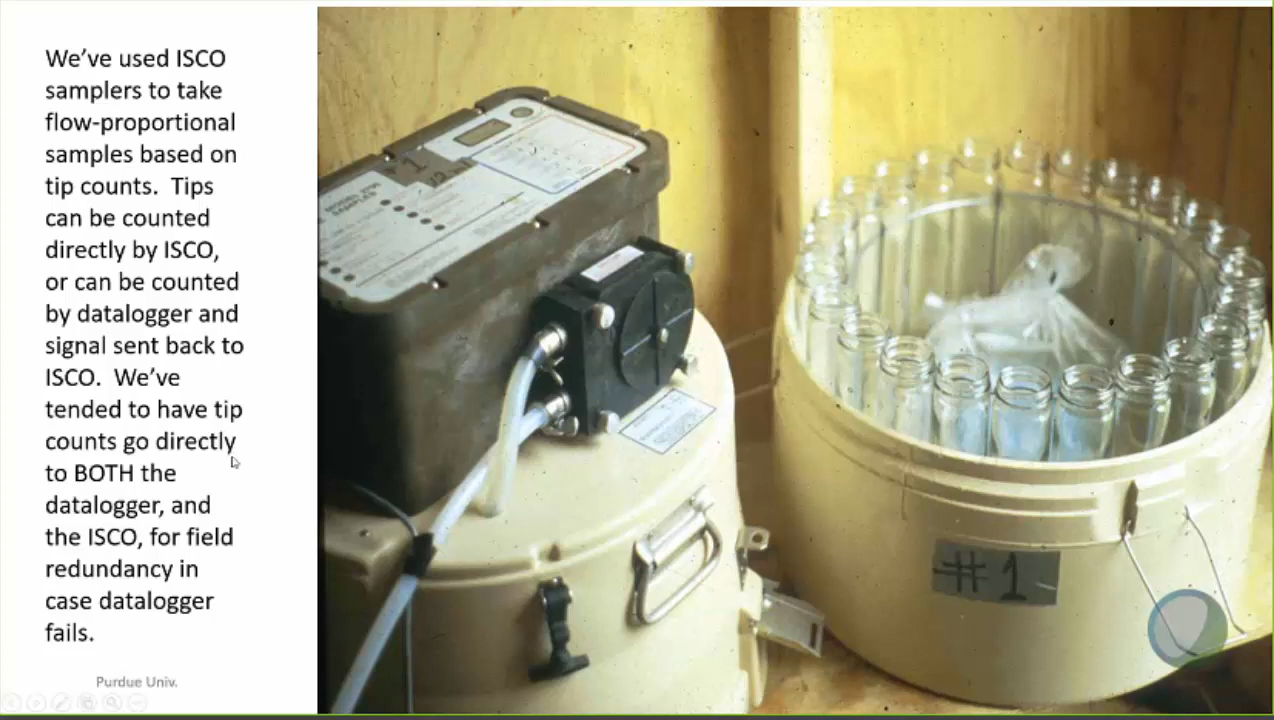 We've used ISCO
samplers to take
flow-proportional
samples based on
tip counts.  Tips
can be counted
directly by ISCO,
or can be counted
by datalogger and
signal sent back to
ISCO.  We've
tended to have tip
counts go directly
to BOTH the
datalogger, and
the ISCO, for field
redundancy in
case datalogger
fails.
Purdue Univ.
#1